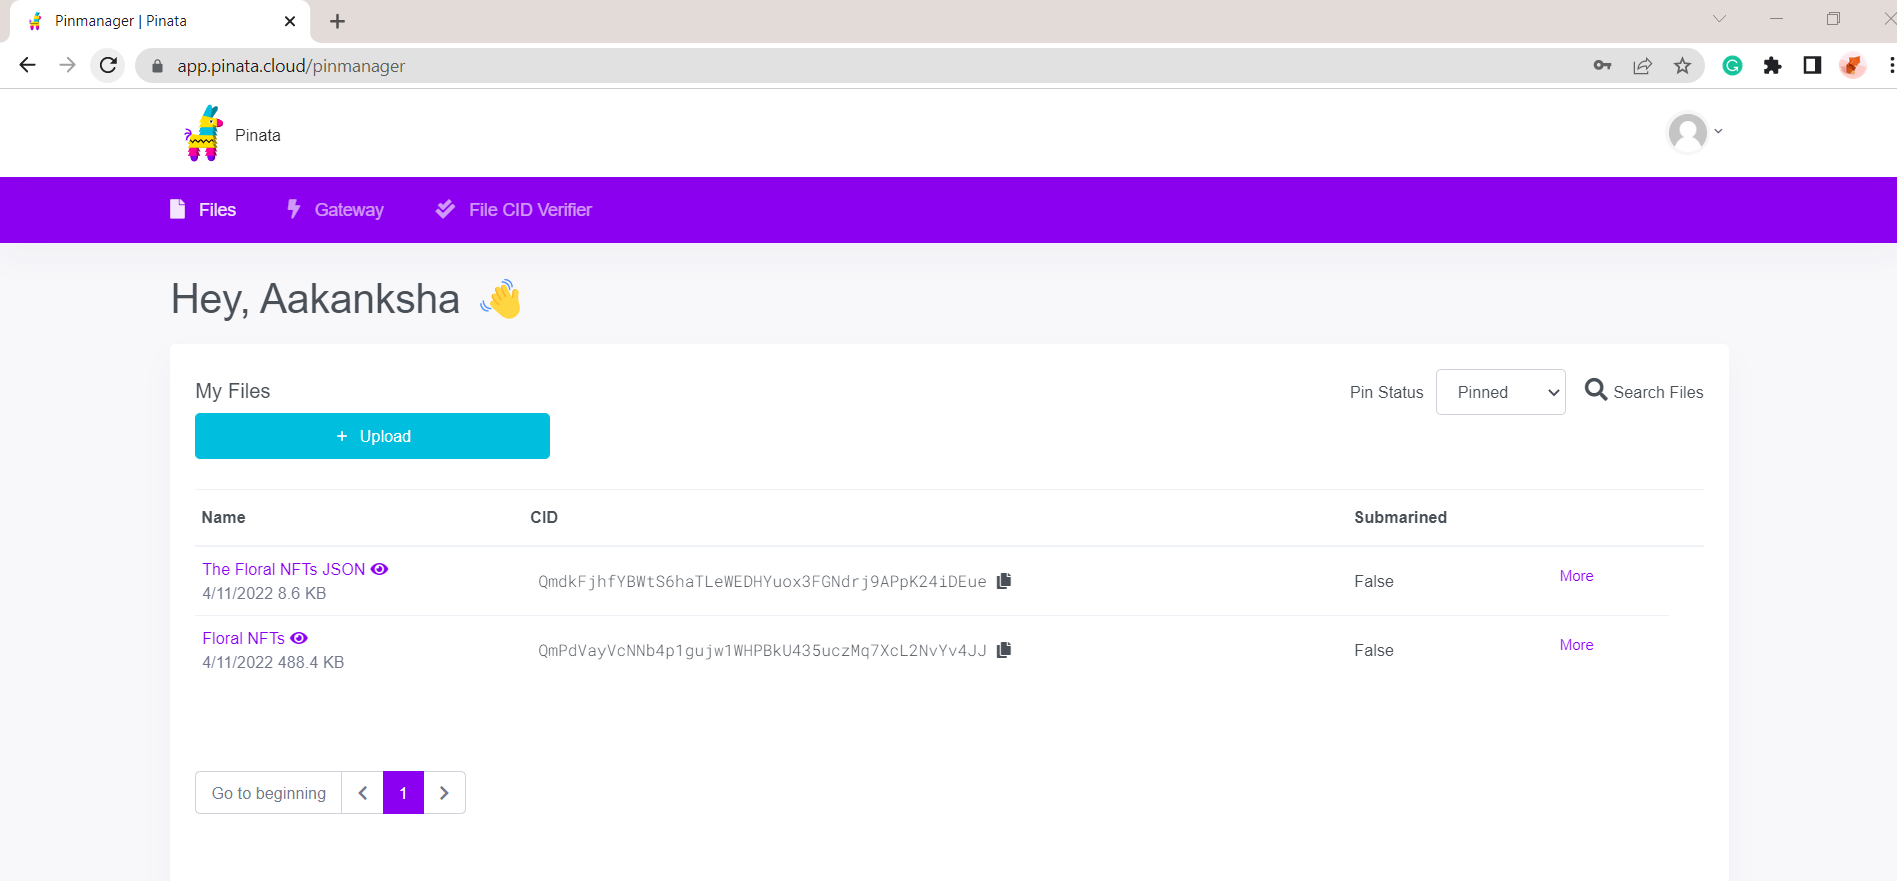 Pinmanager | Pinata
app.pinata.cloud/pinmanager
Pinata
Files Gateway File CID Verifier
Hey, Aakanksha
My Files
Pin Status Pinned Search Files
+ Upload
Name CID Submarined
The Floral NFTs JSON
4/11/2022 8.6 KB
QmdkFjhfYBWtS6haTLeWEDHYuox3FGNdrj9APpK24iDEue False More
Floral NFTs
4/11/2022 488.4 KB
QmPdVayVcNNb4p1gujw1WHPBkU435uczMq7XcL2NvYv4JJ False More
Go to beginning 1